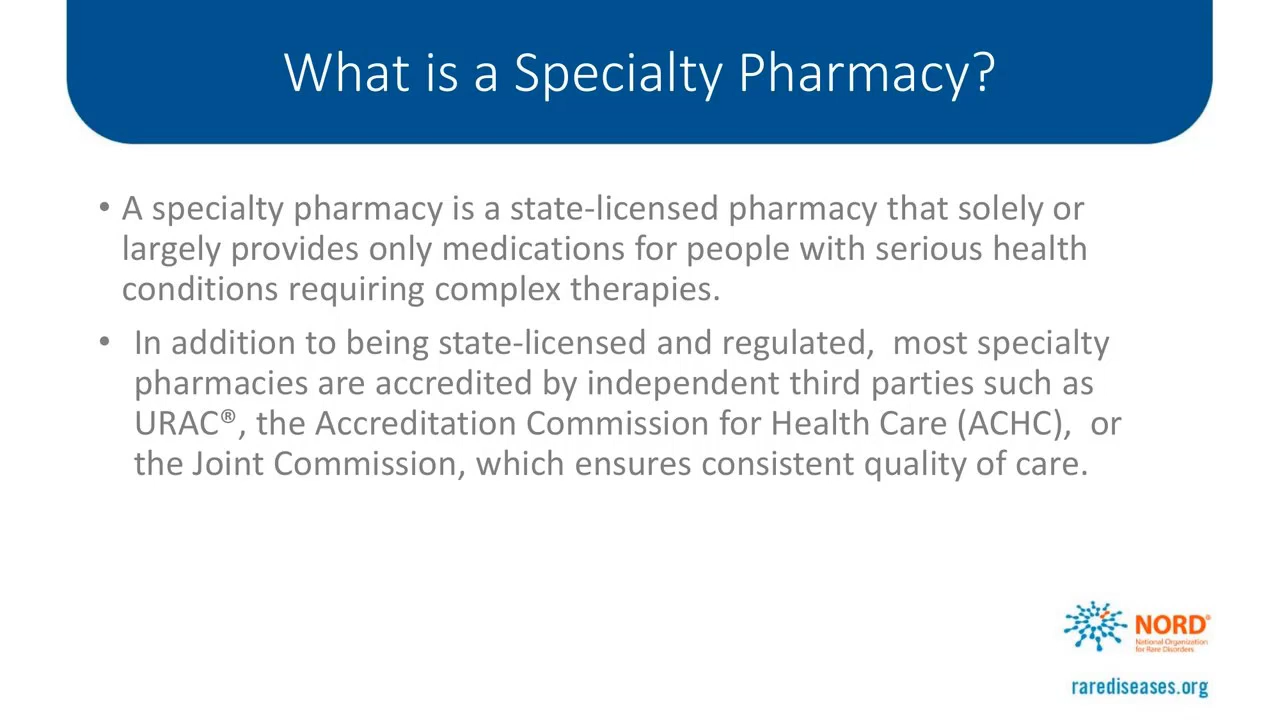 What is a Specialty Pharmacy?
• A specialty pharmacy is a state-licensed pharmacy that solely or
largely provides only medications for people with serious health
conditions requiring complex therapies.
• In addition to being state-licensed and regulated,  most specialty
pharmacies are accredited by independent third parties such as
URAC®, the Accreditation Commission for Health Care (ACHC),  or
the Joint Commission, which ensures consistent quality of care.
NORD®
National Organization
for Rare Disorders
rarediseases.org